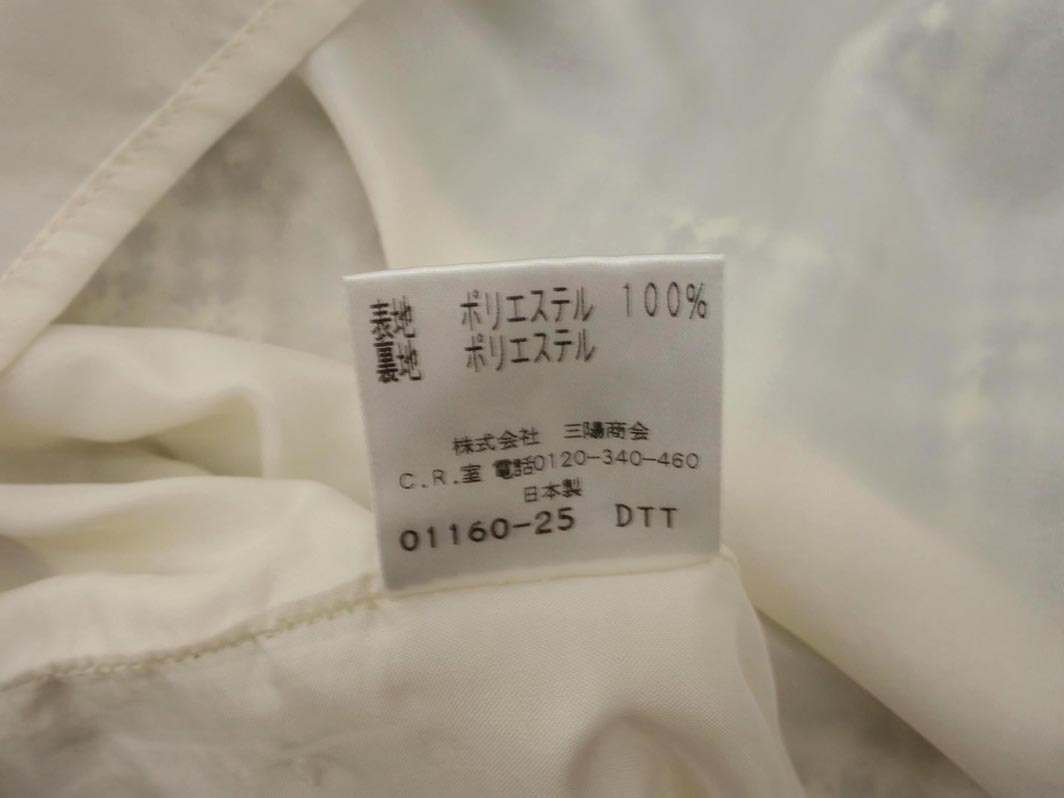 表地 ポリエステル 100%
裏地 ポリエステル
株式会社 三陽商会
C.R.室 電話0120-340-460
日本製
01160-25 DTT